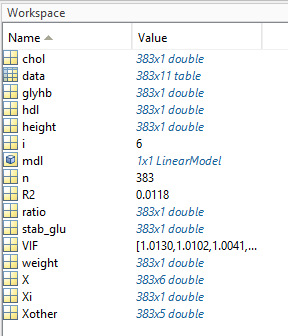 Workspace
Name Value
chol 383x1 double
data 383x11 table
glyhb 383x1 double
hdl 383x1 double
height 383x1 double
i 6
mdl 1x1 LinearModel
n 383
R2 0.0118
ratio 383x1 double
stab_glu 383x1 double
VIF [1.0130,1.0102,1.0041,...
weight 383x1 double
X 383x6 double
Xi 383x1 double
Xother 383x5 double